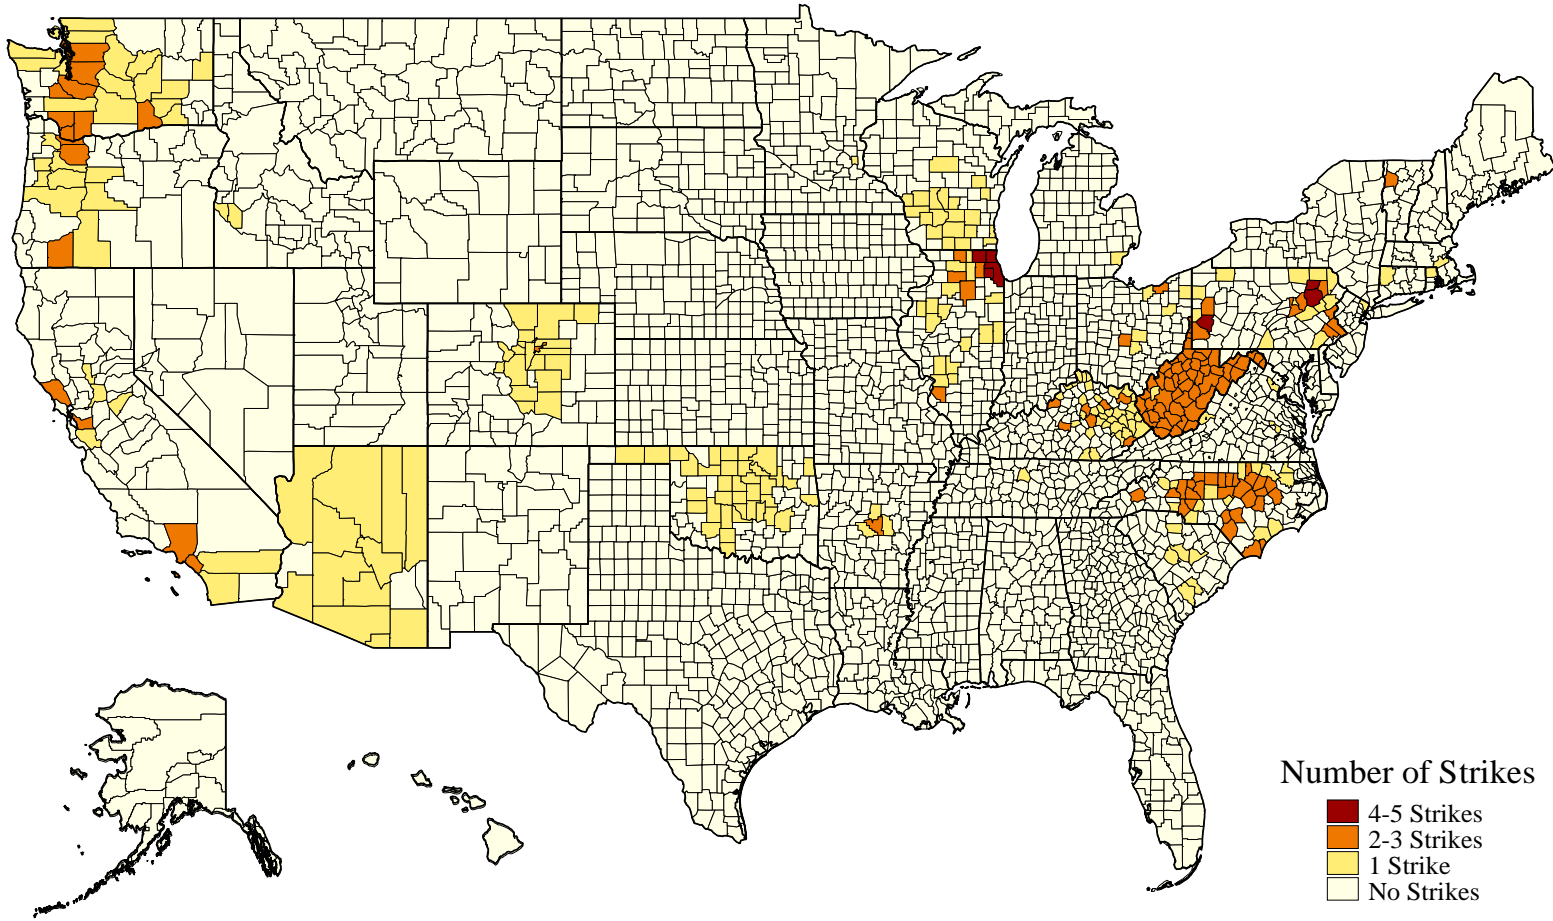 Number of Strikes
4-5 Strikes
2-3 Strikes
1 Strike
No Strikes